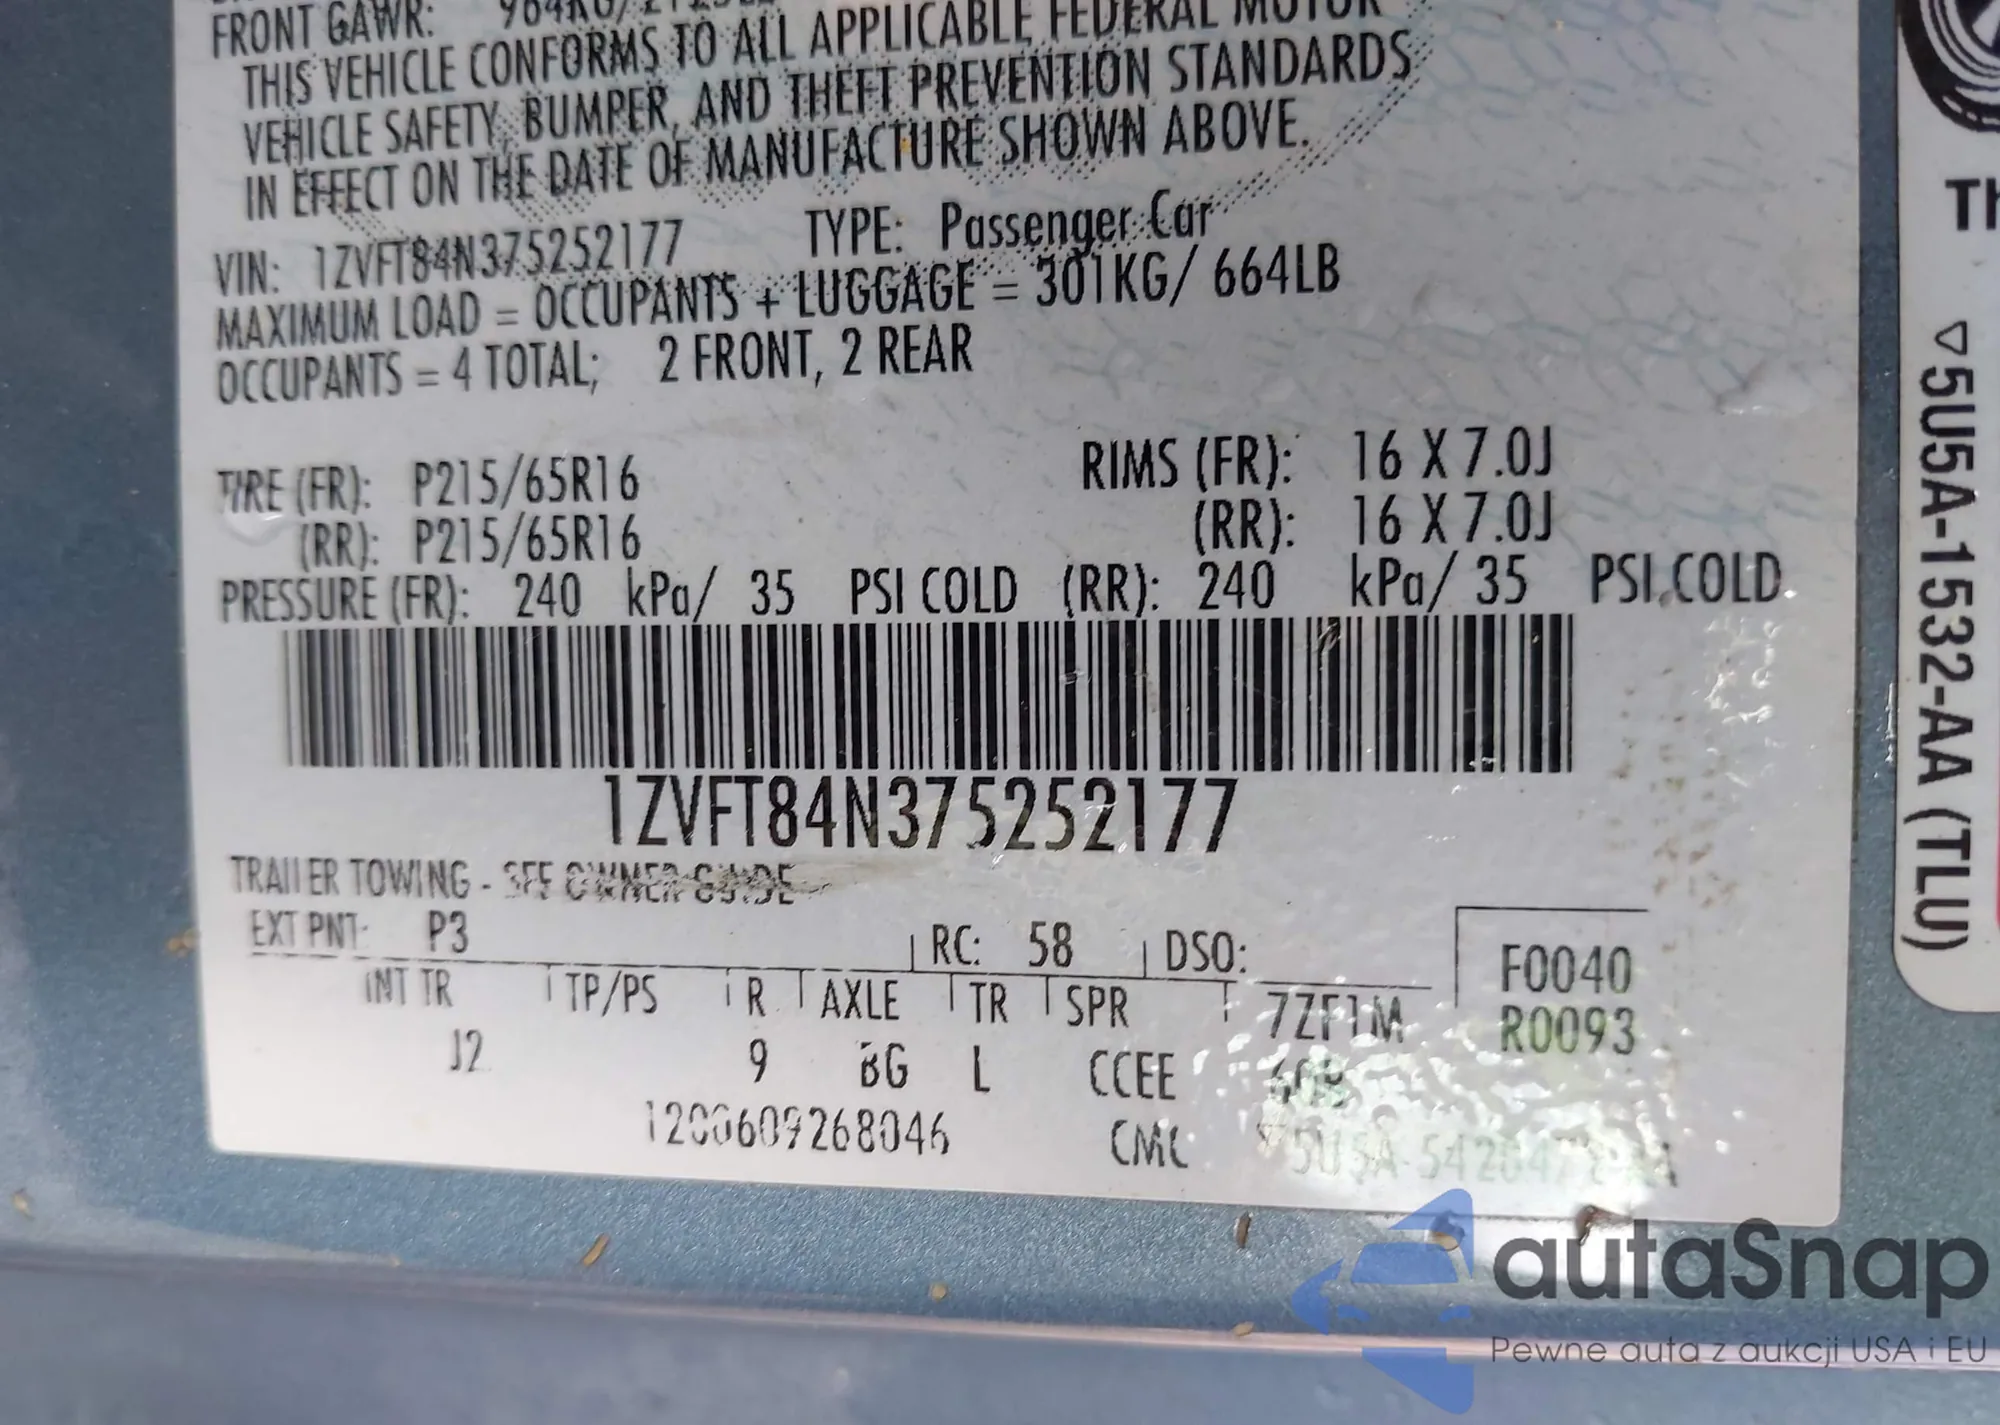 FRONT GAWR:
THIS VEHICLE CONFORMS TO ALL APPLICABLE FEDERAL MOTOR
VEHICLE SAFETY, BUMPER, AND THEFT PREVENTION STANDARDS
IN EFFECT ON THE DATE OF MANUFACTURE SHOWN ABOVE.
VIN: 1ZVFT84N375252177 TYPE: Passenger Car
MAXIMUM LOAD = OCCUPANTS + LUGGAGE = 301KG/ 664LB
OCCUPANTS = 4 TOTAL; 2 FRONT, 2 REAR
TIRE (FR): P215/65R16 RIMS (FR): 16 X 7.0J
(RR): P215/65R16 (RR): 16 X 7.0J
PRESSURE (FR): 240 kPa/ 35 PSI COLD (RR): 240 kPa/ 35 PSI COLD
1ZVFT84N375252177
TRAILER TOWING - SEE OWNER GUIDE
EXT PNT: P3 RC: 58 DSO: F0040
INT TR TP/PS R AXLE TR SPR 7ZF1M R0093
J2 9 BG L CCEE
1200609268046 CMC
Th
▽5U5A-1532-AA (TLU)
autaSnap
Pewne auta z aukcji USA i EU